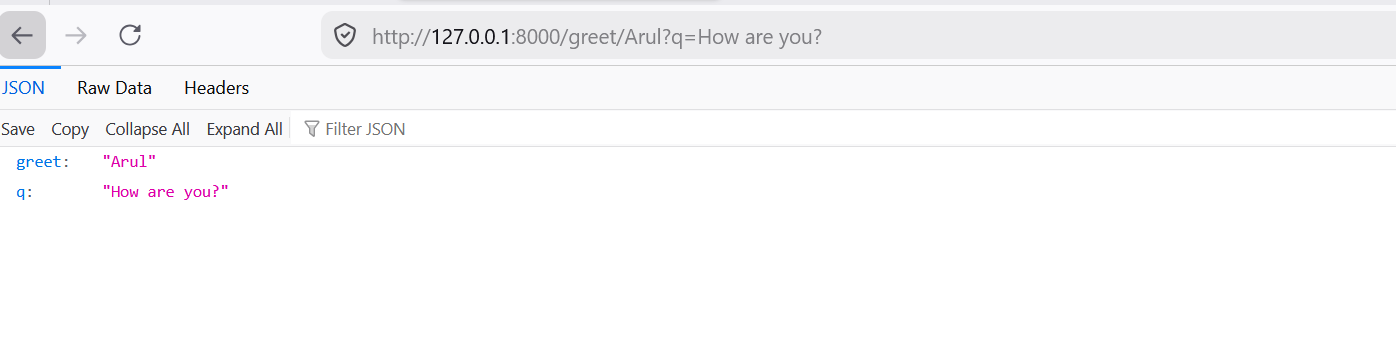 http://127.0.0.1:8000/greet/Arul?q=How are you?
JSON Raw Data Headers
Save Copy Collapse All Expand All Filter JSON
greet: "Arul"
q: "How are you?"